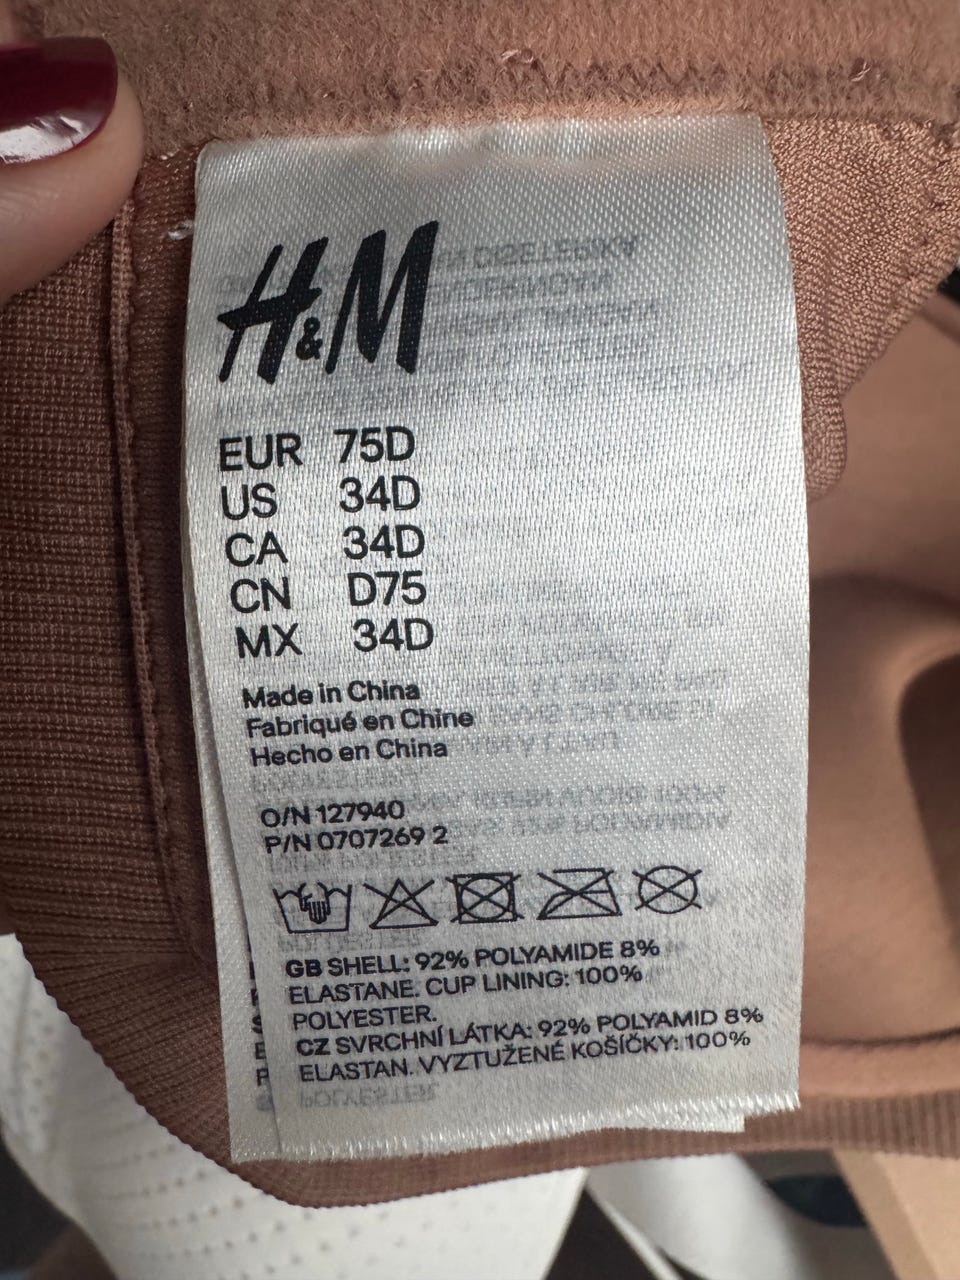 H&M
EUR 75D
US 34D
CA 34D
CN D75
MX 34D
Made in China
Fabriqué en Chine
Hecho en China
O/N 127940
P/N 0707269 2
GB SHELL: 92% POLYAMIDE 8%
ELASTANE. CUP LINING: 100%
POLYESTER.
CZ SVRCHNÍ LÁTKA: 92% POLYAMID 8%
ELASTAN. VYZTUŽENÉ KOŠÍČKY: 100%